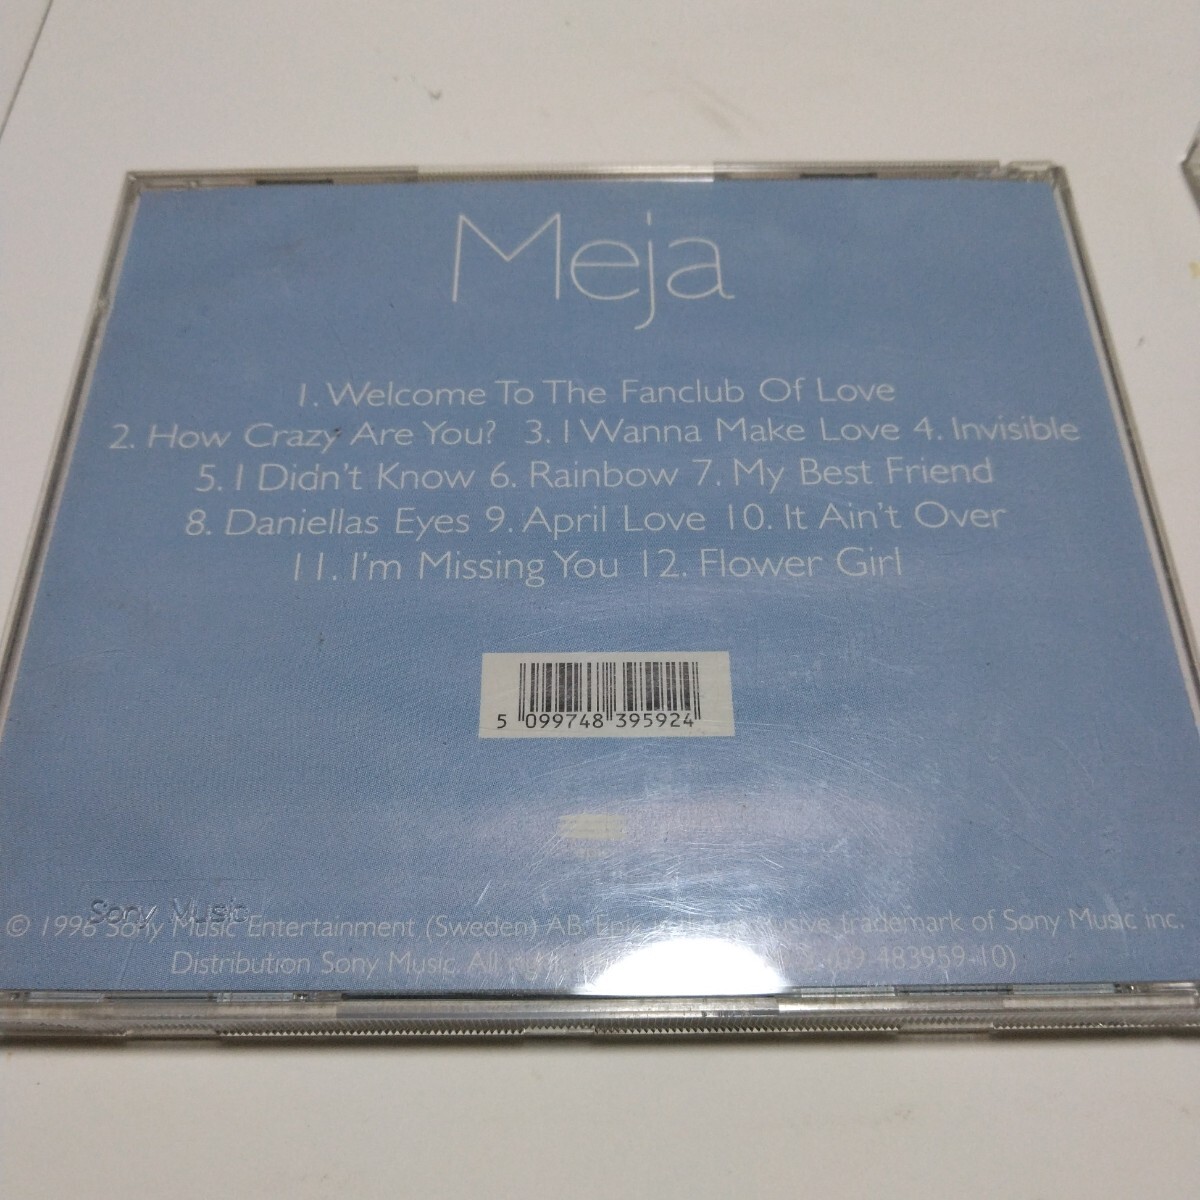 Meja
1. Welcome To The Fanclub Of Love
2. How Crazy Are You? 3. I Wanna Make Love 4. Invisible
5. I Didn't Know 6. Rainbow 7. My Best Friend
8. Daniellas Eyes 9. April Love 10. It Ain't Over
11. I'm Missing You 12. Flower Girl
5 099748 395924
Sony Music
© 1996 Sony Music Entertainment (Sweden) AB. Epic trademark of Sony Music inc.
Distribution Sony Music. All 483959-10)